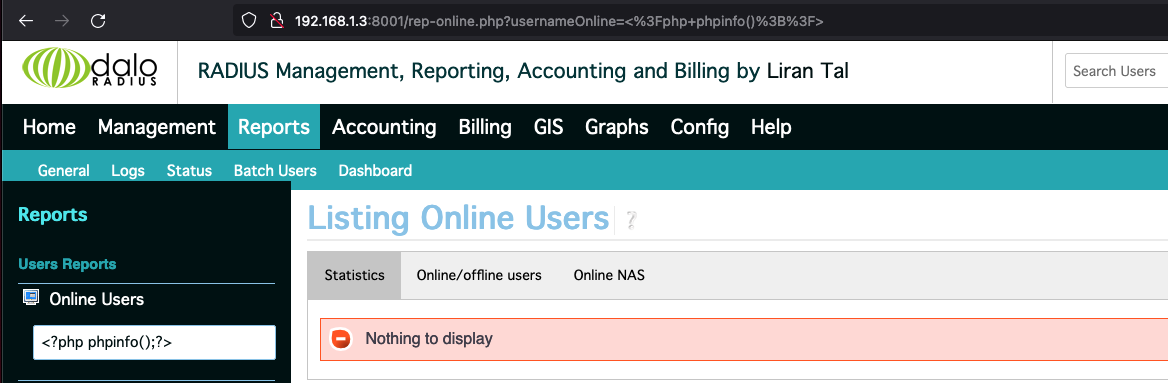 192.168.1.3:8001/rep-online.php?usernameOnline=<%3Fphp+phpinfo()%3B%3F>
dalo
RADIUS
RADIUS Management, Reporting, Accounting and Billing by Liran Tal
Search Users
Home Management Reports Accounting Billing GIS Graphs Config Help
General Logs Status Batch Users Dashboard
Reports
Listing Online Users ?
Statistics Online/offline users Online NAS
Users Reports
Online Users
<?php phpinfo();?>
Nothing to display